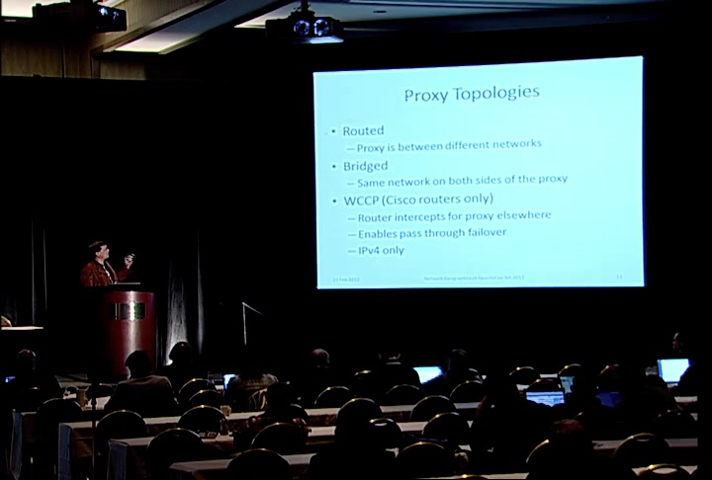 Proxy Topologies
• Routed
– Proxy is between different networks
• Bridged
– Same network on both sides of the proxy
• WCCP (Cisco routers only)
– Router intercepts for proxy elsewhere
– Enables pass through failover
– IPv4 only